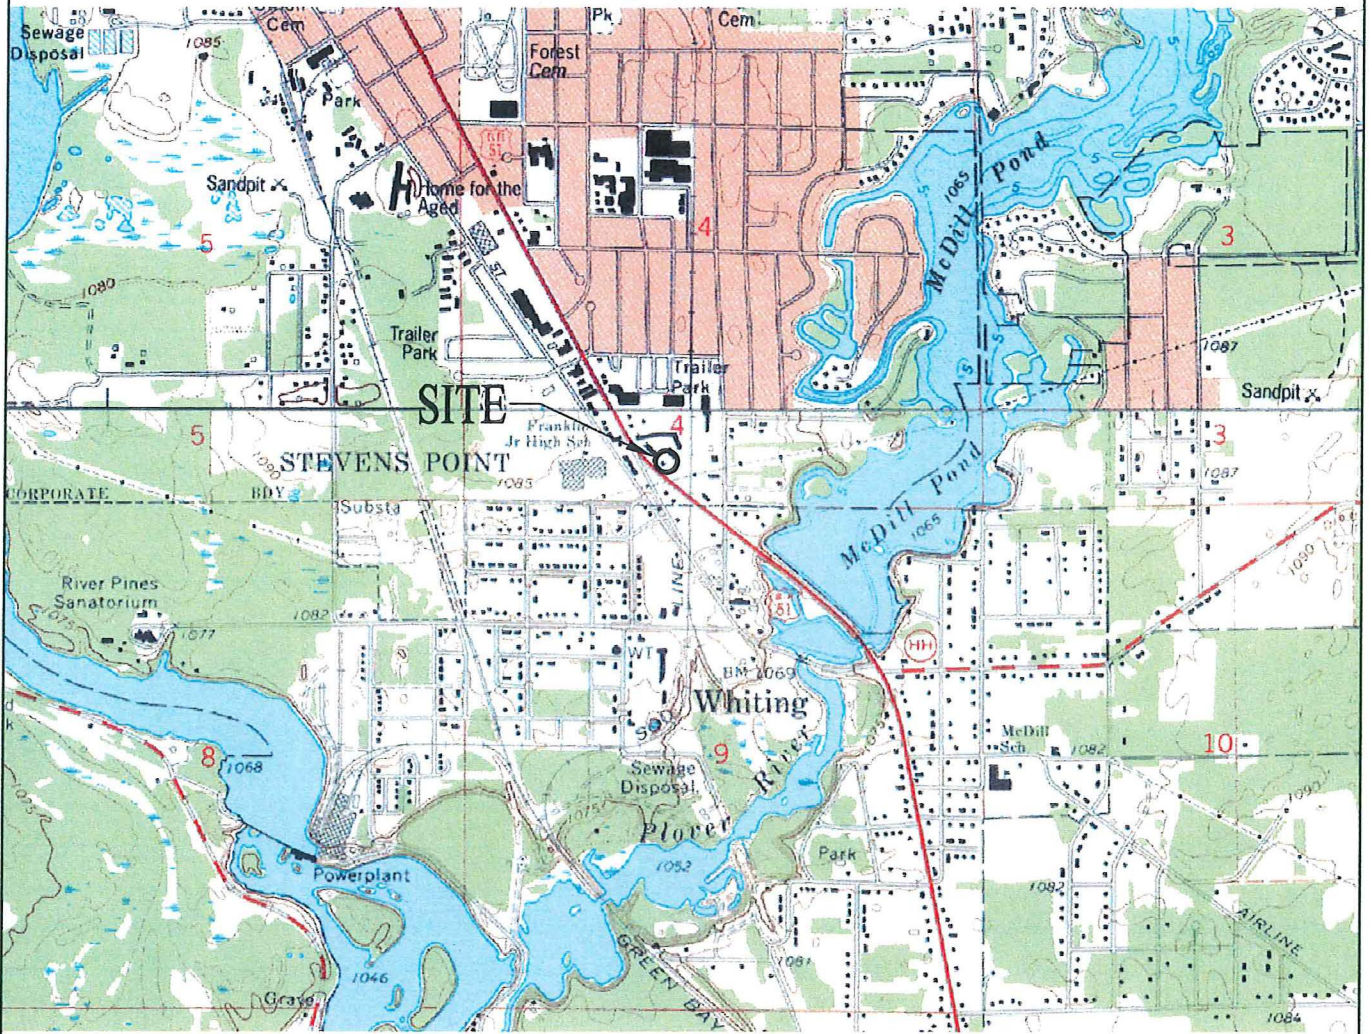 Cem
Pk
Cem
Sewage
Disposal
1085
Forest
Cem
Park
51
Sandpit
Home for the
Aged
McDill Pond
1065
5
5
5
4
3
ST
1080
Trailer
Park
Trailer
Park
1087
Sandpit
SITE
Franklin
Jr High Sch
4
5
3
STEVENS POINT
1090
1085
1087
CORPORATE BDY
Substa
McDill Pond
1065
1090
LINE
River Pines
Sanatorium
1075
1077
1082
51
HH
WT
BM 1069
Whiting
SOO
McDill
Sch
1082
8
1068
9
10
Sewage
Disposal
1075
1090
Plover River
1052
Park
Powerplant
1082
AIRLINE
GREEN BAY
1081
1046
Grave
1084